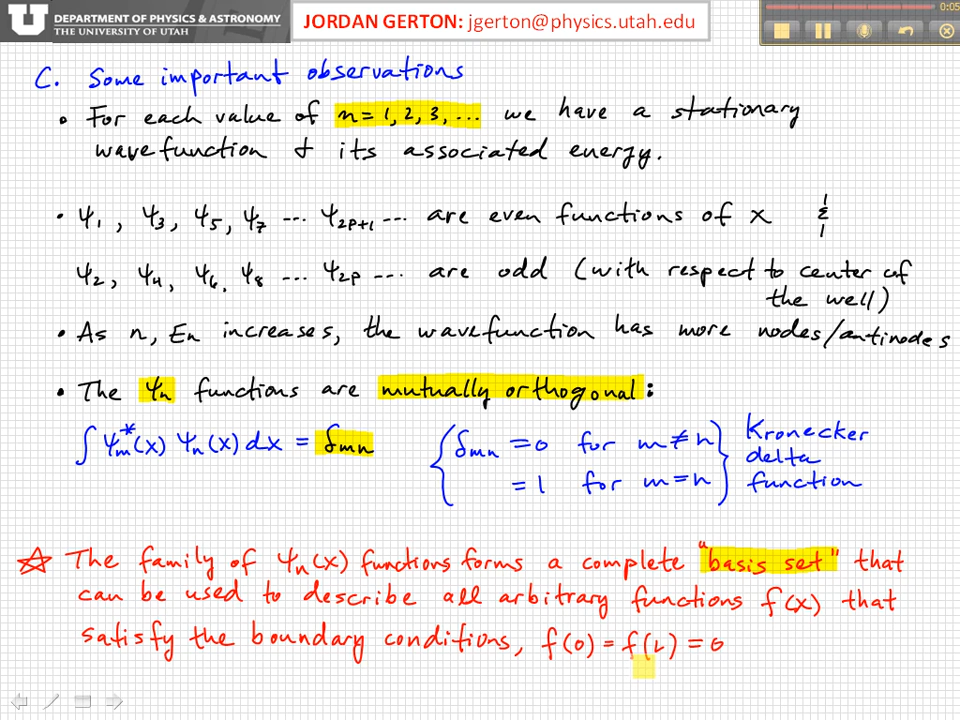 U DEPARTMENT OF PHYSICS & ASTRONOMY
THE UNIVERSITY OF UTAH
JORDAN GERTON: jgerton@physics.utah.edu
0:05
C. Some important observations
• For each value of n = 1, 2, 3, ... we have a stationary
wavefunction & its associated energy.
• Ψ1, Ψ3, Ψ5, Ψ7 ... Ψ2p+1 ... are even functions of x
Ψ2, Ψ4, Ψ6, Ψ8 ... Ψ2p ... are odd (with respect to center of
the well)
• As n, En increases, the wavefunction has more nodes/antinodes
• The Ψn functions are mutually orthogonal:
∫ Ψm*(x) Ψn(x) dx = δmn { δmn = 0 for m ≠ n } Kronecker
delta
= 1 for m = n function
☆ The family of Ψn(x) functions forms a complete "basis set" that
can be used to describe all arbitrary functions f(x) that
satisfy the boundary conditions, f(0) = f(L) = 0